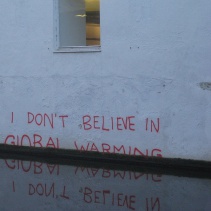 I DON'T BELIEVE IN
GLOBAL WARMING